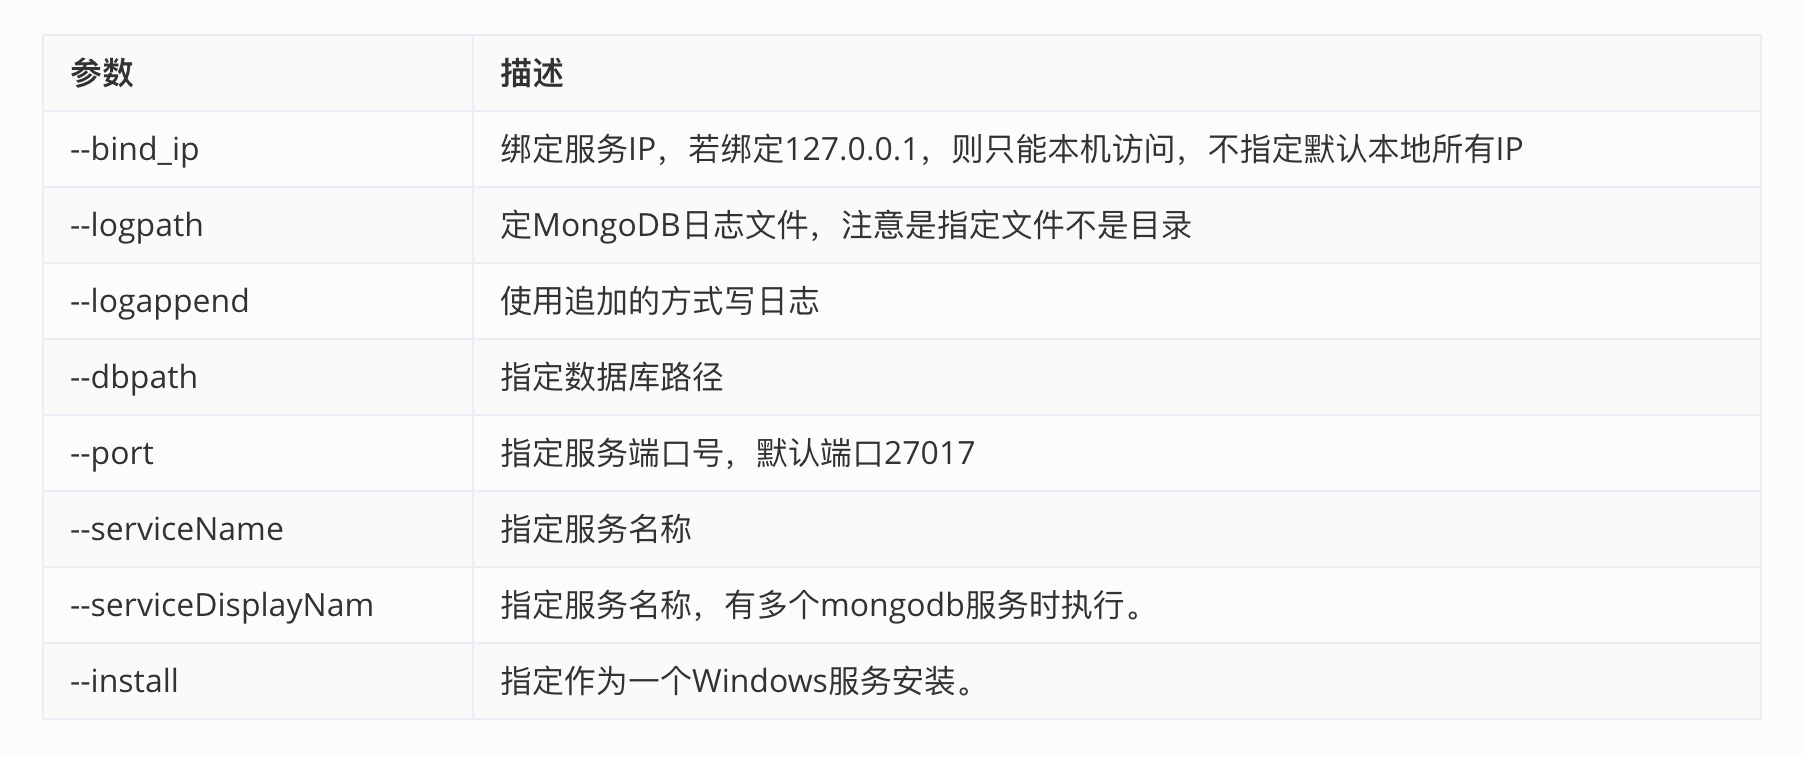 参数 描述
--bind_ip 绑定服务IP，若绑定127.0.0.1，则只能本机访问，不指定默认本地所有IP
--logpath 定MongoDB日志文件，注意是指定文件不是目录
--logappend 使用追加的方式写日志
--dbpath 指定数据库路径
--port 指定服务端口号，默认端口27017
--serviceName 指定服务名称
--serviceDisplayNam 指定服务名称，有多个mongodb服务时执行。
--install 指定作为一个Windows服务安装。